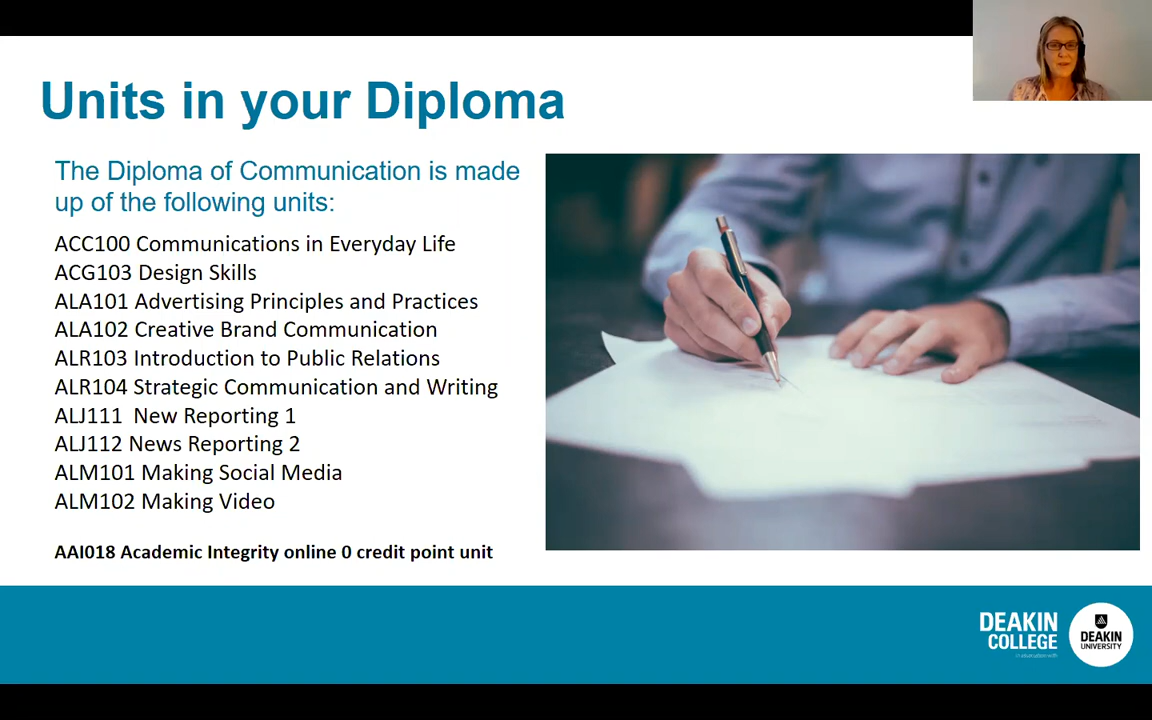 Units in your Diploma
The Diploma of Communication is made
up of the following units:
ACC100 Communications in Everyday Life
ACG103 Design Skills
ALA101 Advertising Principles and Practices
ALA102 Creative Brand Communication
ALR103 Introduction to Public Relations
ALR104 Strategic Communication and Writing
ALJ111  New Reporting 1
ALJ112 News Reporting 2
ALM101 Making Social Media
ALM102 Making Video
AAI018 Academic Integrity online 0 credit point unit
DEAKIN
COLLEGE
DEAKIN
UNIVERSITY